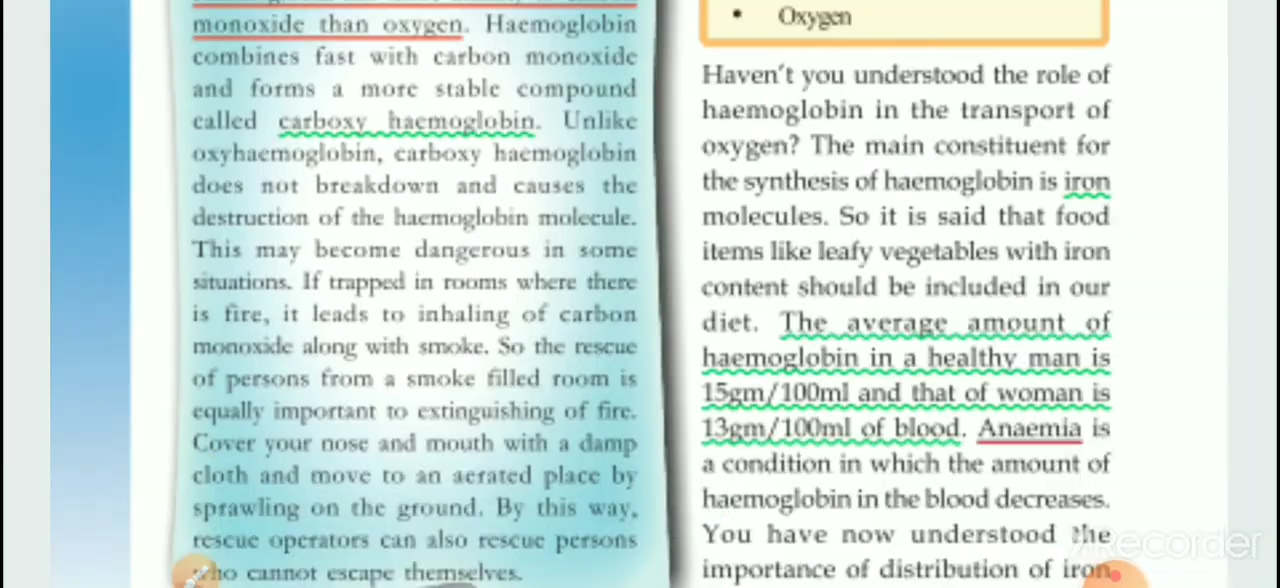 monoxide than oxygen. Haemoglobin
combines fast with carbon monoxide
and forms a more stable compound
called carboxy haemoglobin. Unlike
oxyhaemoglobin, carboxy haemoglobin
does not breakdown and causes the
destruction of the haemoglobin molecule.
This may become dangerous in some
situations. If trapped in rooms where there
is fire, it leads to inhaling of carbon
monoxide along with smoke. So the rescue
of persons from a smoke filled room is
equally important to extinguishing of fire.
Cover your nose and mouth with a damp
cloth and move to an aerated place by
sprawling on the ground. By this way,
rescue operators can also rescue persons
who cannot escape themselves.
• Oxygen
Haven't you understood the role of
haemoglobin in the transport of
oxygen? The main constituent for
the synthesis of haemoglobin is iron
molecules. So it is said that food
items like leafy vegetables with iron
content should be included in our
diet. The average amount of
haemoglobin in a healthy man is
15gm/100ml and that of woman is
13gm/100ml of blood. Anaemia is
a condition in which the amount of
haemoglobin in the blood decreases.
You have now understood the
importance of distribution of iron
Recorder